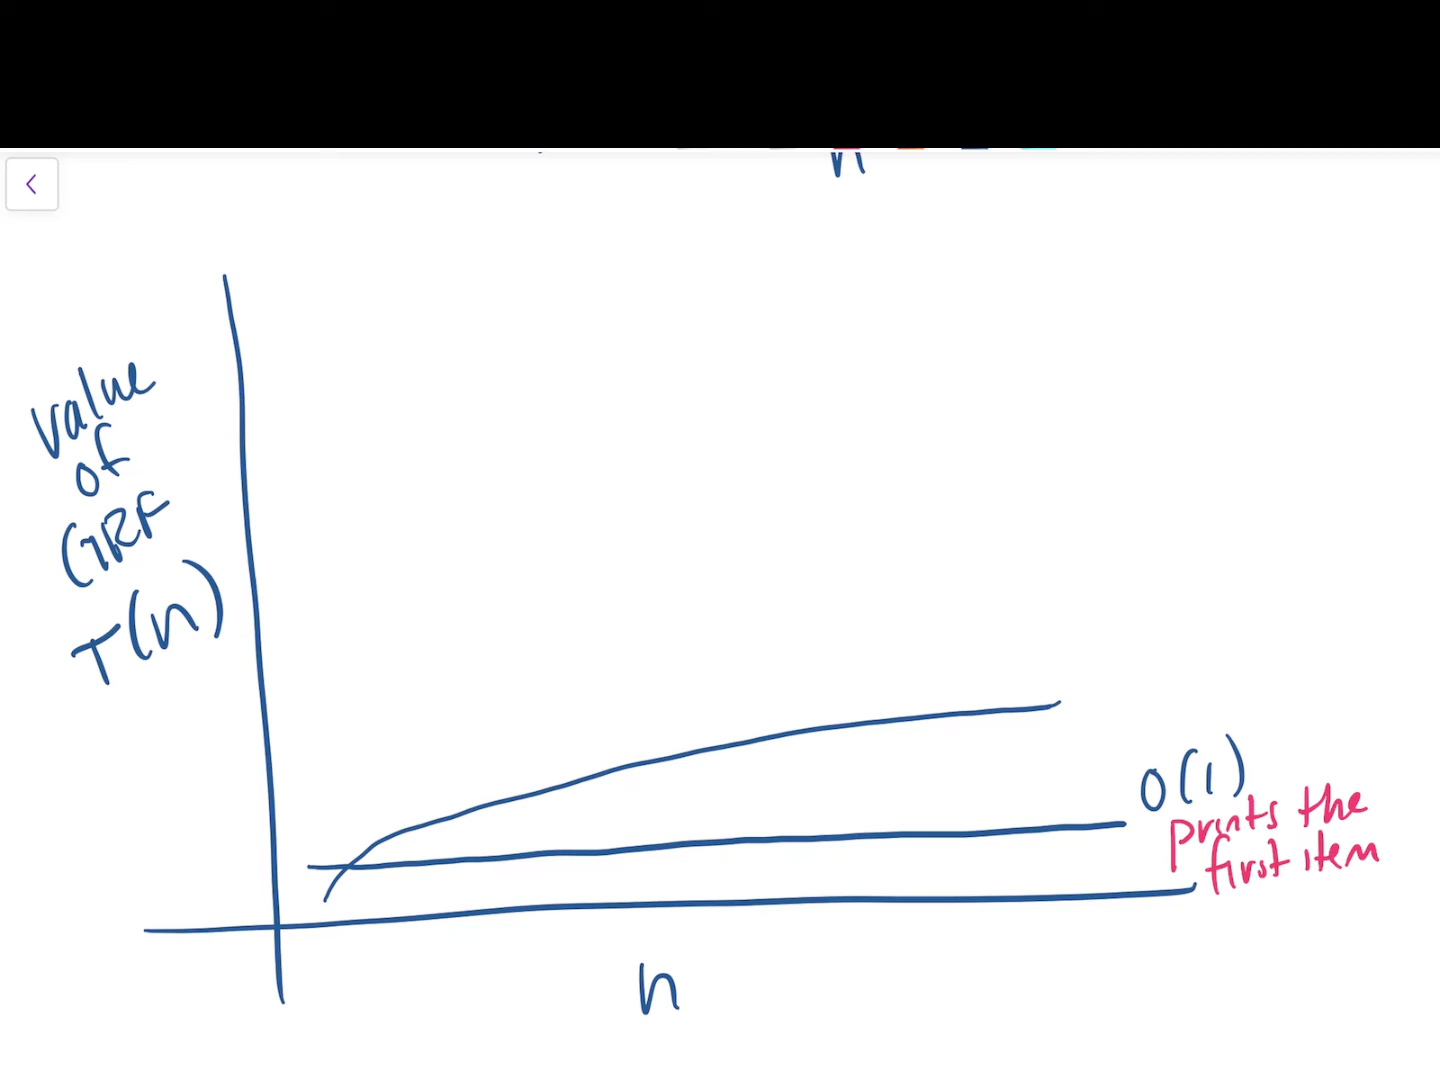 n
value
of
GRF
T(n)
O(1)
prints the
first item
n